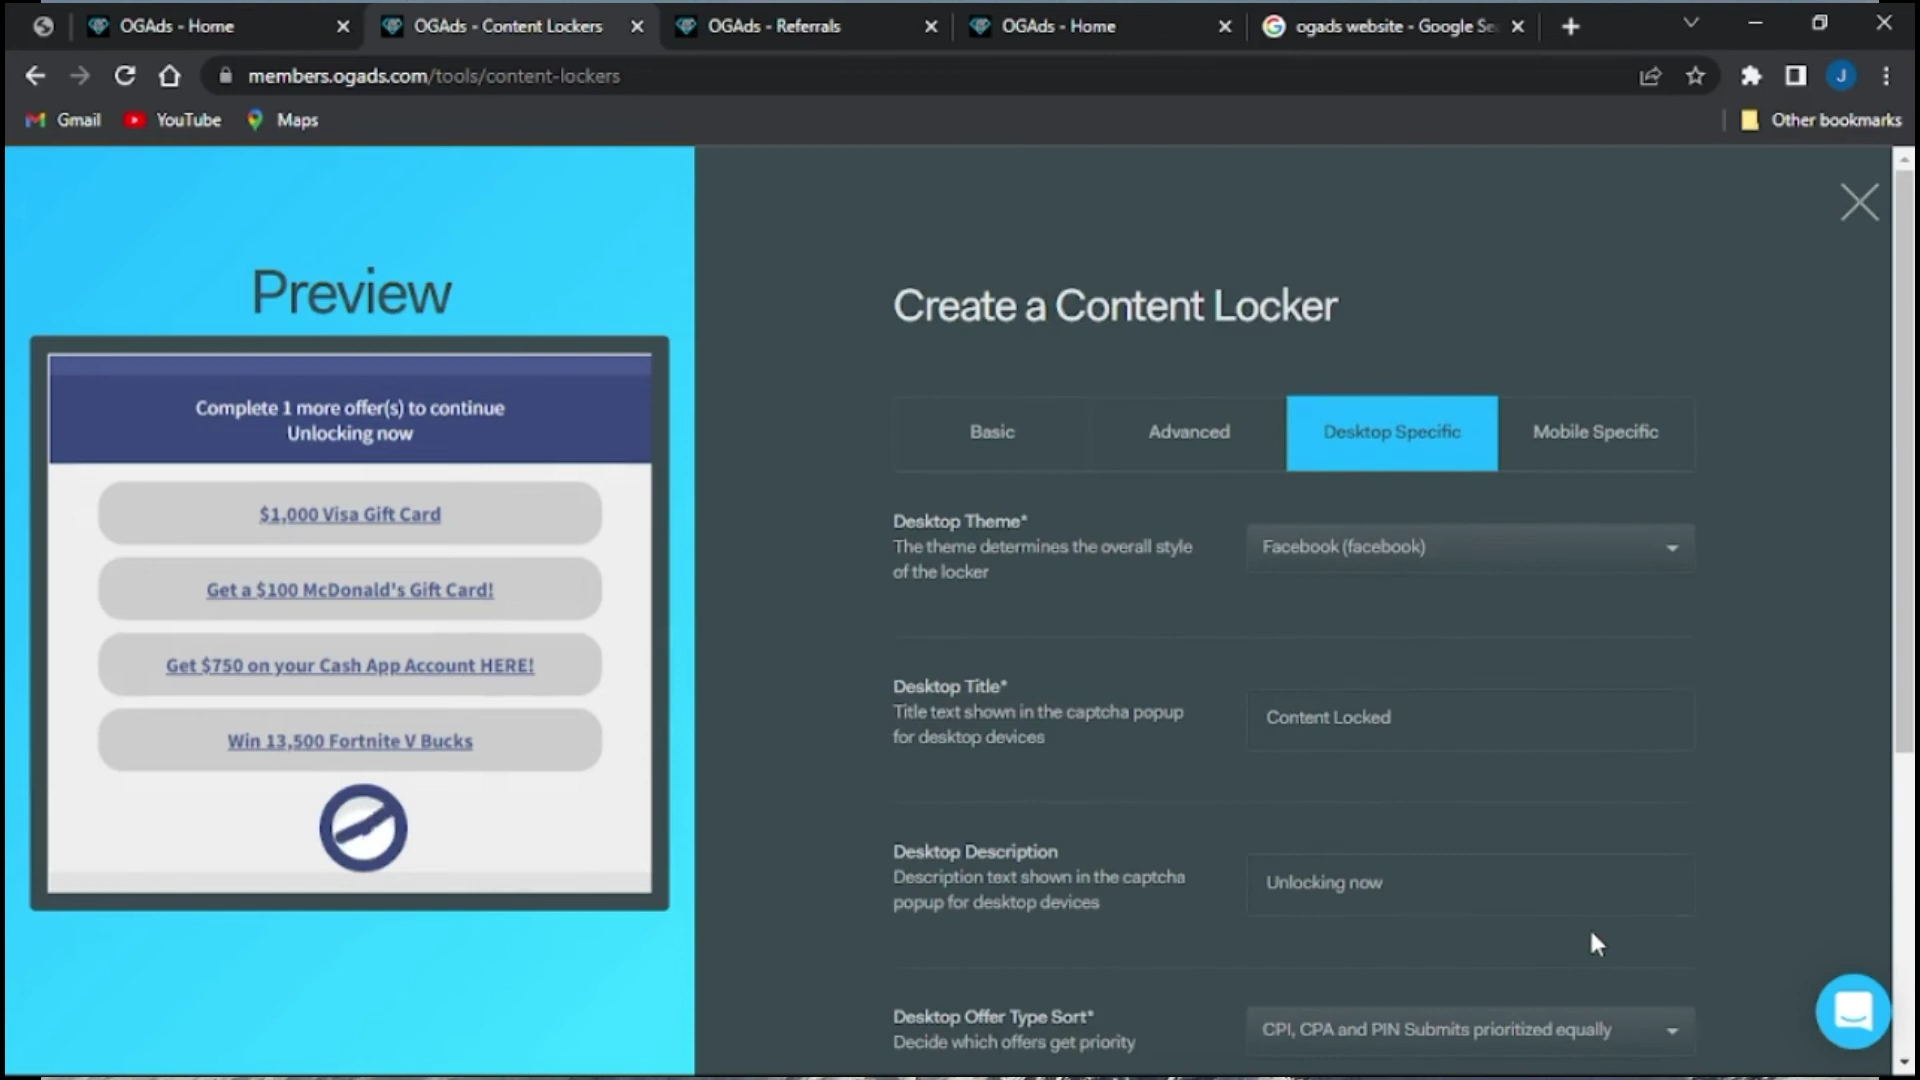 OGAds - Home
OGAds - Content Lockers
OGAds - Referrals
OGAds - Home
ogads website - Google Se
members.ogads.com/tools/content-lockers
J
Gmail
YouTube
Maps
Other bookmarks
Preview
Complete 1 more offer(s) to continue
Unlocking now
$1,000 Visa Gift Card
Get a $100 McDonald's Gift Card!
Get $750 on your Cash App Account HERE!
Win 13,500 Fortnite V Bucks
Create a Content Locker
Basic
Advanced
Desktop Specific
Mobile Specific
Desktop Theme*
The theme determines the overall style
of the locker
Facebook (facebook)
Desktop Title*
Title text shown in the captcha popup
for desktop devices
Content Locked
Desktop Description
Description text shown in the captcha
popup for desktop devices
Unlocking now
Desktop Offer Type Sort*
Decide which offers get priority
CPI, CPA and PIN Submits prioritized equally